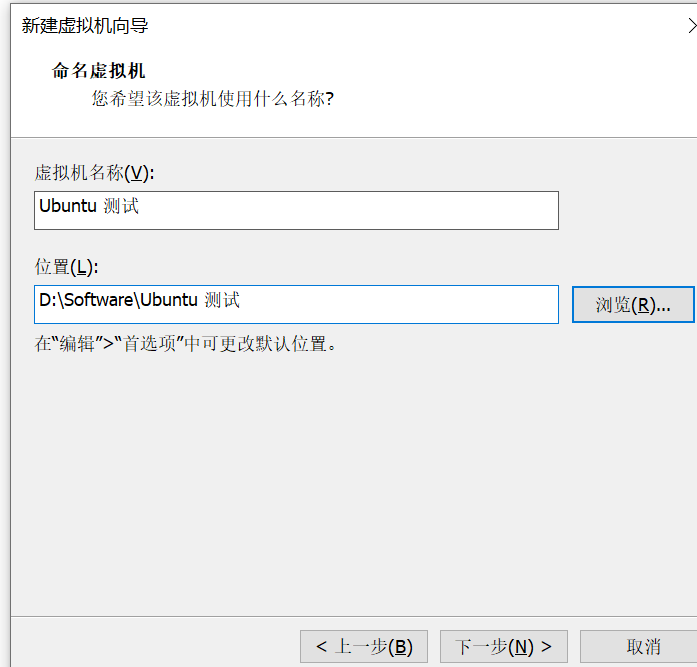 新建虚拟机向导
命名虚拟机
您希望该虚拟机使用什么名称?
虚拟机名称(V):
Ubuntu 测试
位置(L):
D:\Software\Ubuntu 测试
浏览(R)...
在“编辑”>“首选项”中可更改默认位置。
< 上一步(B)
下一步(N) >
取消